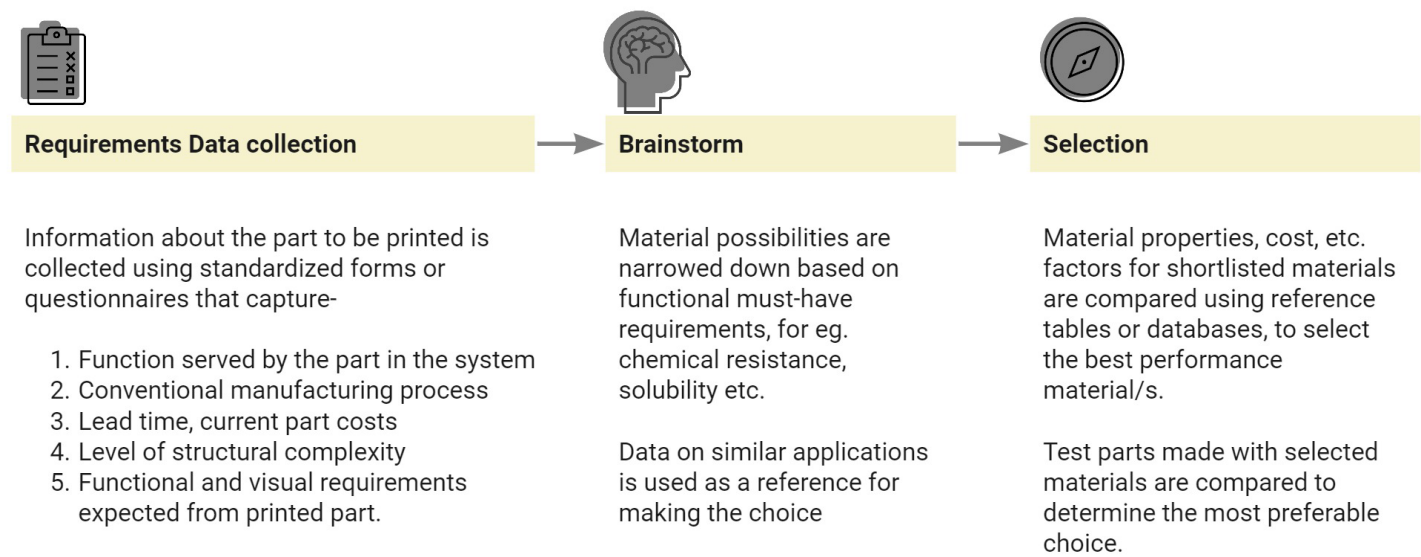 Requirements Data collection
Information about the part to be printed is
collected using standardized forms or
questionnaires that capture-
1. Function served by the part in the system
2. Conventional manufacturing process
3. Lead time, current part costs
4. Level of structural complexity
5. Functional and visual requirements
expected from printed part.
Brainstorm
Material possibilities are
narrowed down based on
functional must-have
requirements, for eg.
chemical resistance,
solubility etc.
Data on similar applications
is used as a reference for
making the choice
Selection
Material properties, cost, etc.
factors for shortlisted materials
are compared using reference
tables or databases, to select
the best performance
material/s.
Test parts made with selected
materials are compared to
determine the most preferable
choice.